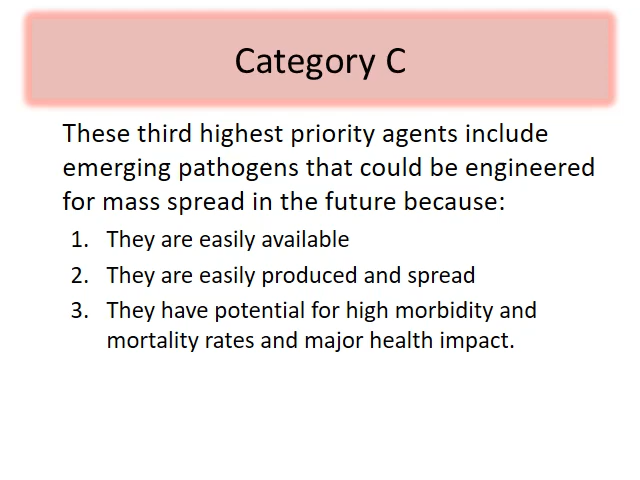 Category C
These third highest priority agents include
emerging pathogens that could be engineered
for mass spread in the future because:
1. They are easily available
2. They are easily produced and spread
3. They have potential for high morbidity and
mortality rates and major health impact.